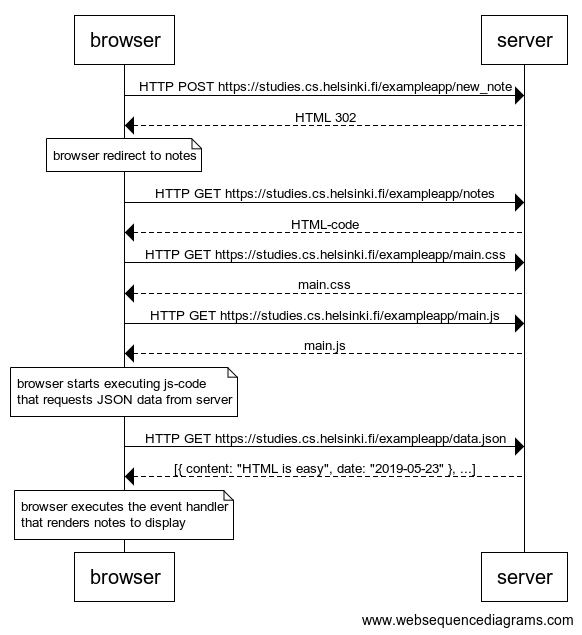 browser
server
HTTP POST https://studies.cs.helsinki.fi/exampleapp/new_note
HTML 302
browser redirect to notes
HTTP GET https://studies.cs.helsinki.fi/exampleapp/notes
HTML-code
HTTP GET https://studies.cs.helsinki.fi/exampleapp/main.css
main.css
HTTP GET https://studies.cs.helsinki.fi/exampleapp/main.js
main.js
browser starts executing js-code
that requests JSON data from server
HTTP GET https://studies.cs.helsinki.fi/exampleapp/data.json
[{ content: "HTML is easy", date: "2019-05-23" }, ...]
browser executes the event handler
that renders notes to display
browser
server
www.websequencediagrams.com